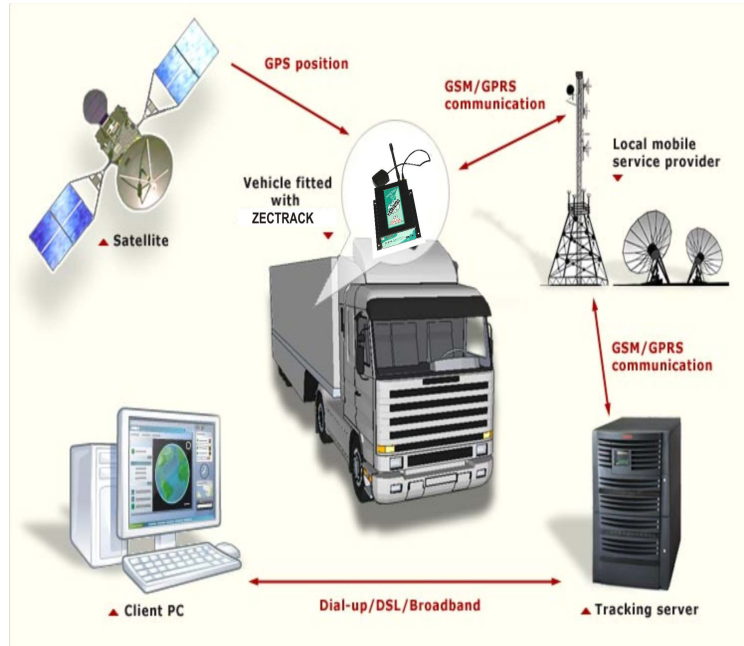 GPS position
GSM/GPRS
communication
Local mobile
service provider
Vehicle fitted
with
ZECTRACK
Satellite
GSM/GPRS
communication
Client PC
Dial-up/DSL/Broadband
Tracking server